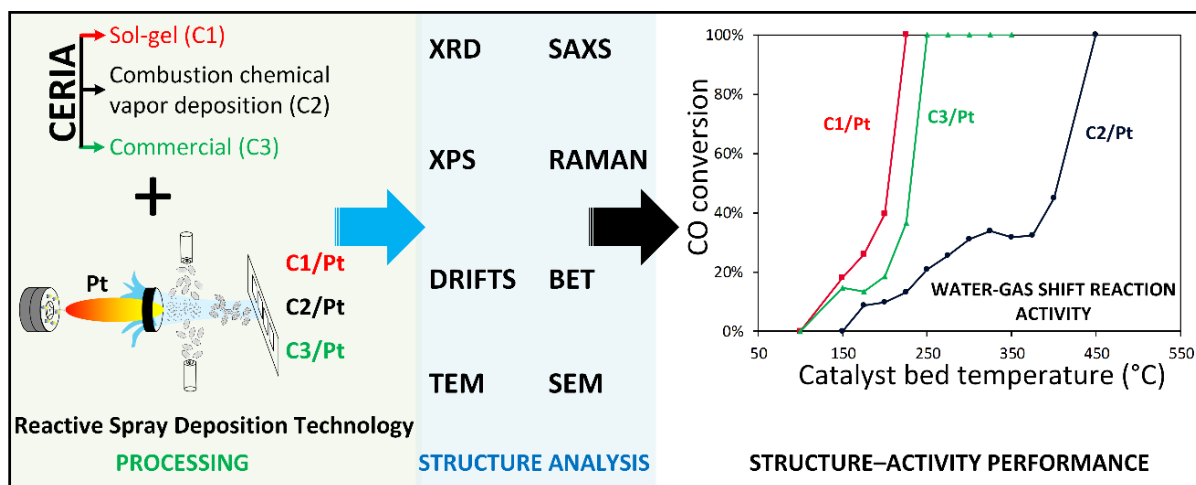 CERIA
Sol-gel (C1)
Combustion chemical
vapor deposition (C2)
Commercial (C3)
+
Pt
C1/Pt
C2/Pt
C3/Pt
Reactive Spray Deposition Technology
PROCESSING
XRD SAXS
XPS RAMAN
DRIFTS BET
TEM SEM
STRUCTURE ANALYSIS
CO conversion
100%
80%
60%
40%
20%
0%
C1/Pt
C3/Pt
C2/Pt
WATER-GAS SHIFT REACTION
ACTIVITY
50 150 250 350 450 550
Catalyst bed temperature (°C)
STRUCTURE–ACTIVITY PERFORMANCE